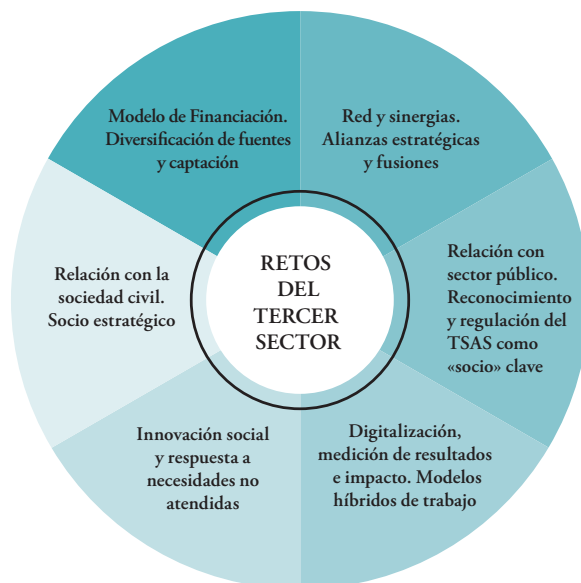 Modelo de Financiación.
Diversificación de fuentes
y captación
Red y sinergias.
Alianzas estratégicas
y fusiones
Relación con
sector público.
Reconocimiento
y regulación del
TSAS como
«socio» clave
Digitalización,
medición de resultados
e impacto. Modelos
híbridos de trabajo
Innovación social
y respuesta a
necesidades no
atendidas
Relación con la
sociedad civil.
Socio estratégico
RETOS
DEL
TERCER
SECTOR